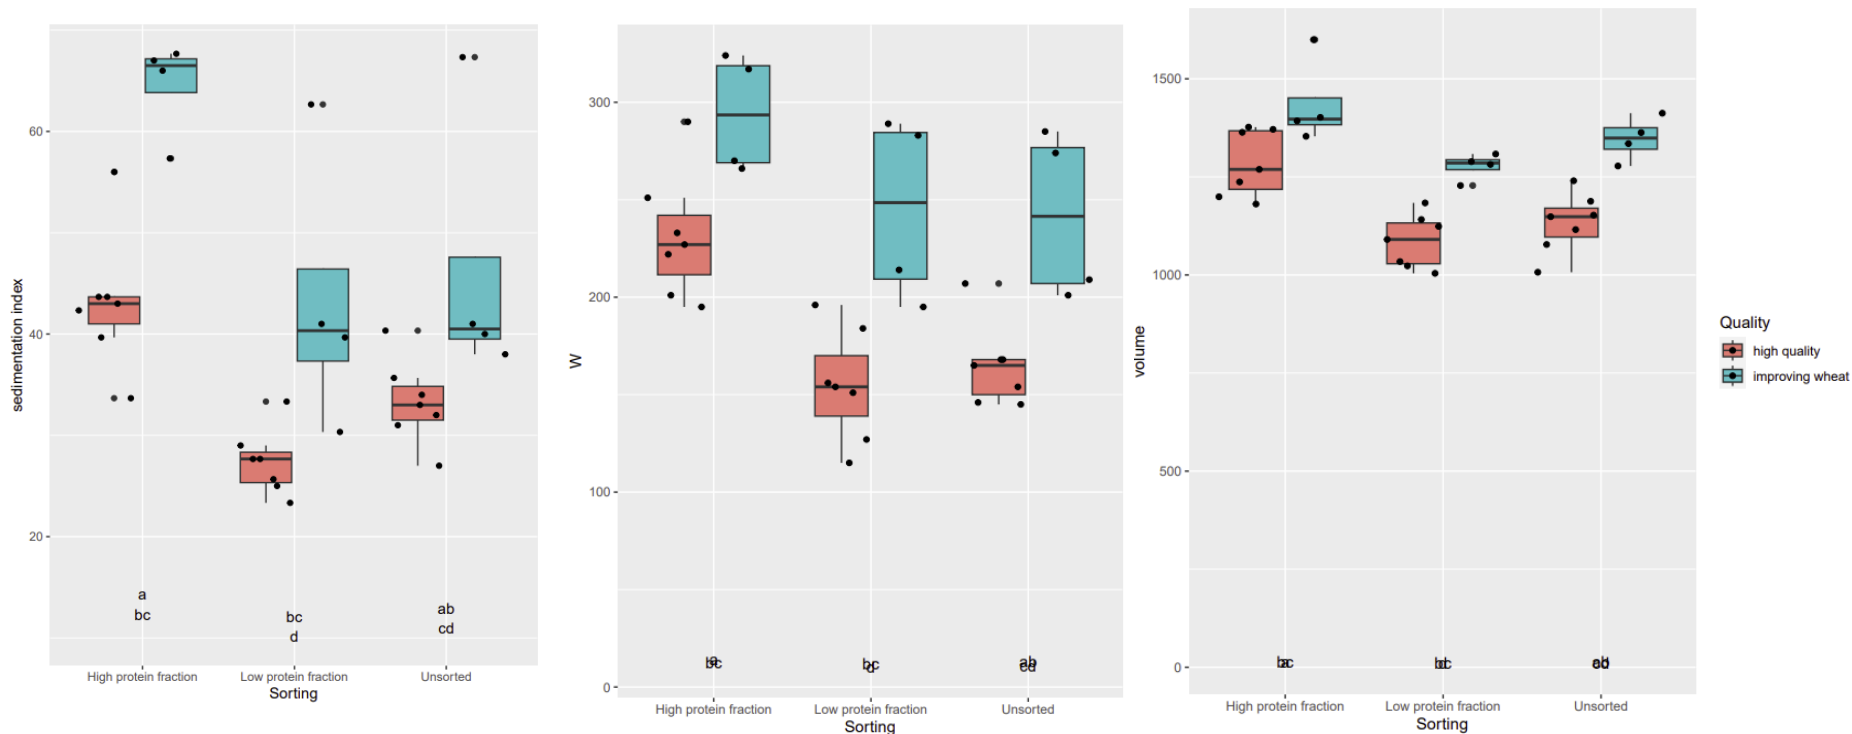 sedimentation index
60
40
20
a
bc
bc
d
ab
cd
High protein fraction
Low protein fraction
Unsorted
Sorting
W
300
200
100
0
bc
bc
High protein fraction
Low protein fraction
Unsorted
Sorting
volume
1500
1000
500
0
High protein fraction
Low protein fraction
Unsorted
Sorting
Quality
high quality
improving wheat